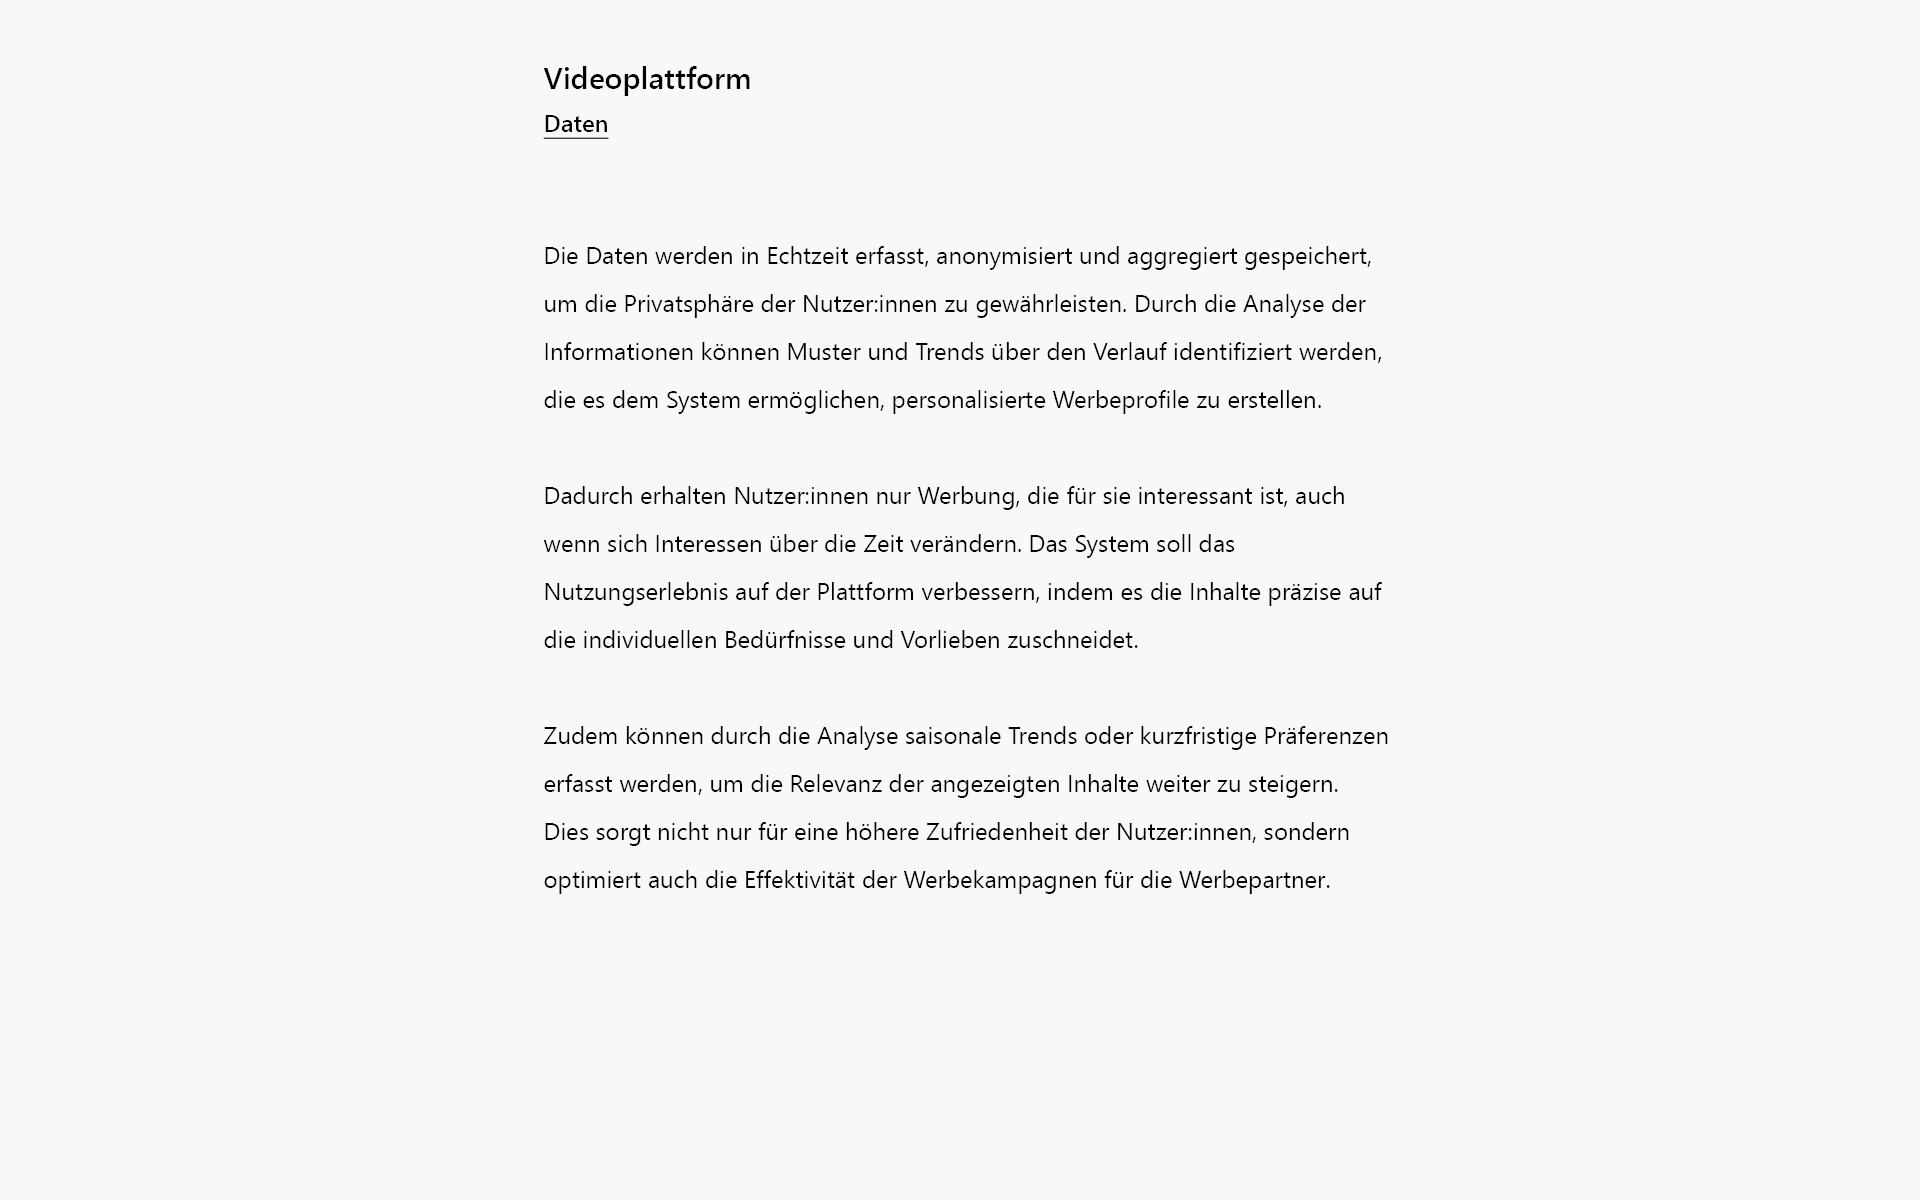 Videoplattform
Daten
Die Daten werden in Echtzeit erfasst, anonymisiert und aggregiert gespeichert,
um die Privatsphäre der Nutzer:innen zu gewährleisten. Durch die Analyse der
Informationen können Muster und Trends über den Verlauf identifiziert werden,
die es dem System ermöglichen, personalisierte Werbeprofile zu erstellen.
Dadurch erhalten Nutzer:innen nur Werbung, die für sie interessant ist, auch
wenn sich Interessen über die Zeit verändern. Das System soll das
Nutzungserlebnis auf der Plattform verbessern, indem es die Inhalte präzise auf
die individuellen Bedürfnisse und Vorlieben zuschneidet.
Zudem können durch die Analyse saisonale Trends oder kurzfristige Präferenzen
erfasst werden, um die Relevanz der angezeigten Inhalte weiter zu steigern.
Dies sorgt nicht nur für eine höhere Zufriedenheit der Nutzer:innen, sondern
optimiert auch die Effektivität der Werbekampagnen für die Werbepartner.